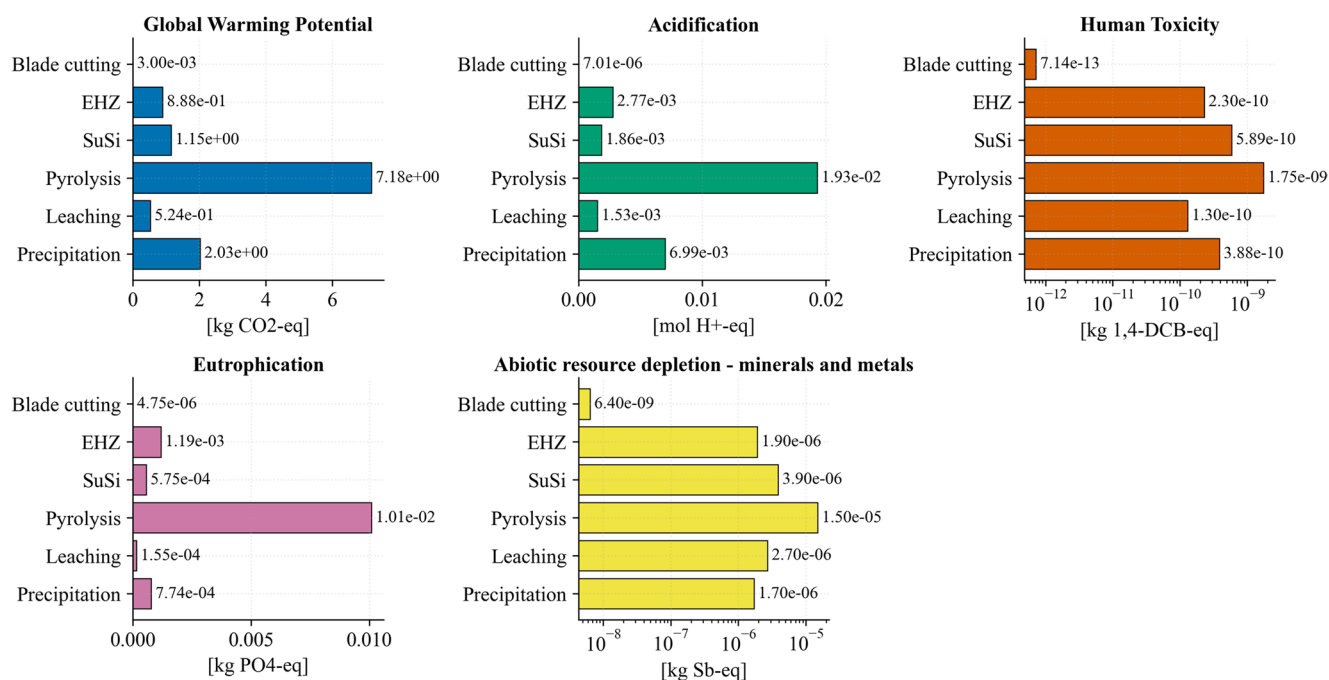 Global Warming Potential
Blade cutting 3.00e-03
EHZ 8.88e-01
SuSi 1.15e+00
Pyrolysis 7.18e+00
Leaching 5.24e-01
Precipitation 2.03e+00
0 2 4 6
[kg CO2-eq]
Acidification
Blade cutting 7.01e-06
EHZ 2.77e-03
SuSi 1.86e-03
Pyrolysis 1.93e-02
Leaching 1.53e-03
Precipitation 6.99e-03
0.00 0.01 0.02
[mol H+-eq]
Human Toxicity
Blade cutting 7.14e-13
EHZ 2.30e-10
SuSi 5.89e-10
Pyrolysis 1.75e-09
Leaching 1.30e-10
Precipitation 3.88e-10
10⁻¹² 10⁻¹¹ 10⁻¹⁰ 10⁻⁹
[kg 1,4-DCB-eq]
Eutrophication
Blade cutting 4.75e-06
EHZ 1.19e-03
SuSi 5.75e-04
Pyrolysis 1.01e-02
Leaching 1.55e-04
Precipitation 7.74e-04
0.000 0.005 0.010
[kg PO4-eq]
Abiotic resource depletion - minerals and metals
Blade cutting 6.40e-09
EHZ 1.90e-06
SuSi 3.90e-06
Pyrolysis 1.50e-05
Leaching 2.70e-06
Precipitation 1.70e-06
10⁻⁸ 10⁻⁷ 10⁻⁶ 10⁻⁵
[kg Sb-eq]